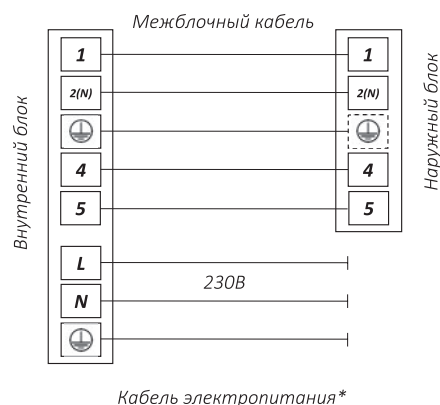 Межблочный кабель
Внутренний блок
Наружный блок
1 1
2(N) 2(N)
4 4
5 5
L
230В
N
Кабель электропитания*